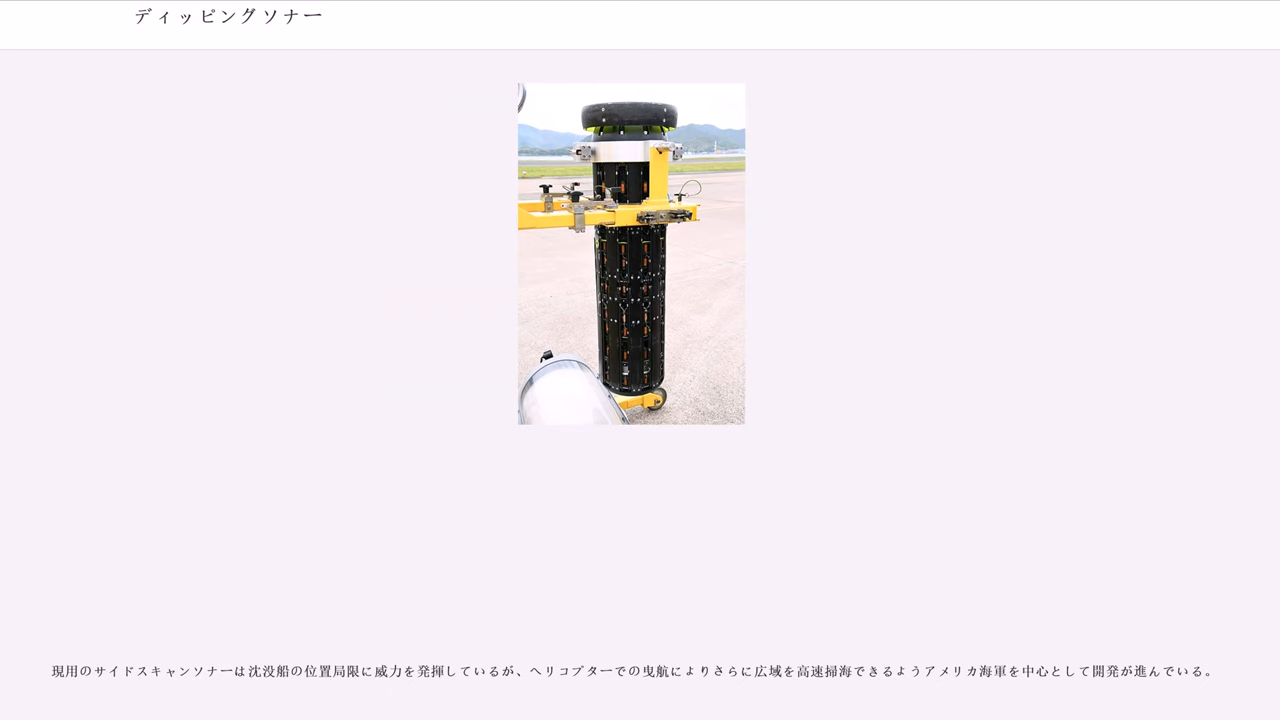 ディッピングソナー
現用のサイドスキャンソナーは沈没船の位置局限に威力を発揮しているが、ヘリコプターでの曳航によりさらに広域を高速掃海できるようアメリカ海軍を中心として開発が進んでいる。